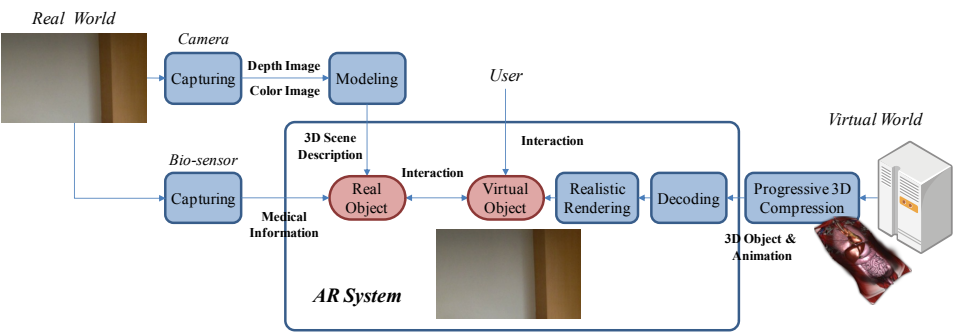 Real World
Camera
Capturing
Depth Image
Color Image
Modeling
User
Virtual World
3D Scene
Description
Interaction
Bio-sensor
Capturing
Medical
Information
Real
Object
Interaction
Virtual
Object
Realistic
Rendering
Decoding
Progressive 3D
Compression
3D Object &
Animation
AR System